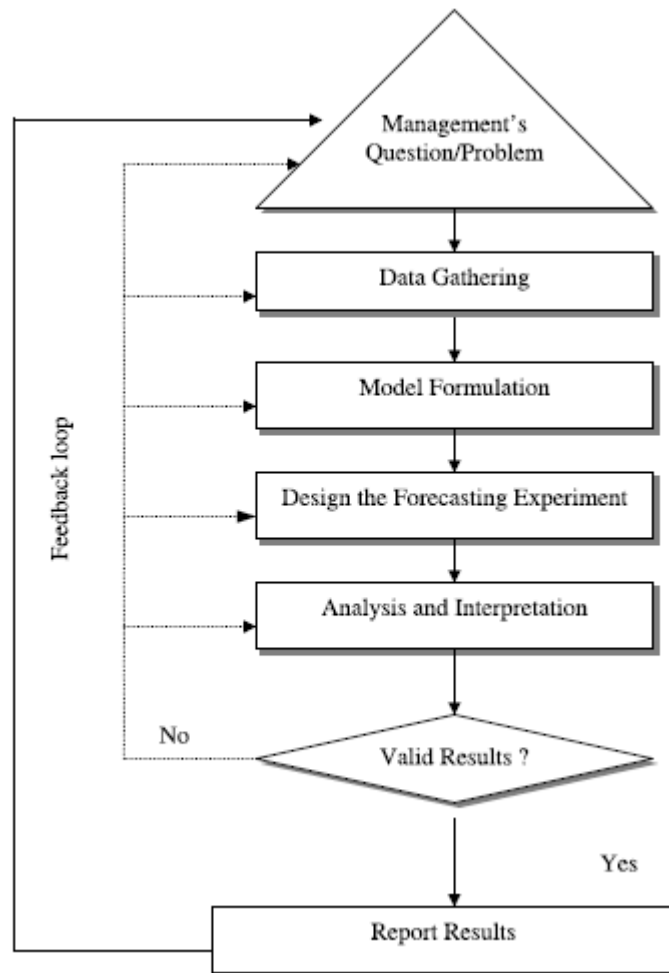 Management's
Question/Problem
Data Gathering
Model Formulation
Feedback loop
Design the Forecasting Experiment
Analysis and Interpretation
No
Valid Results ?
Yes
Report Results